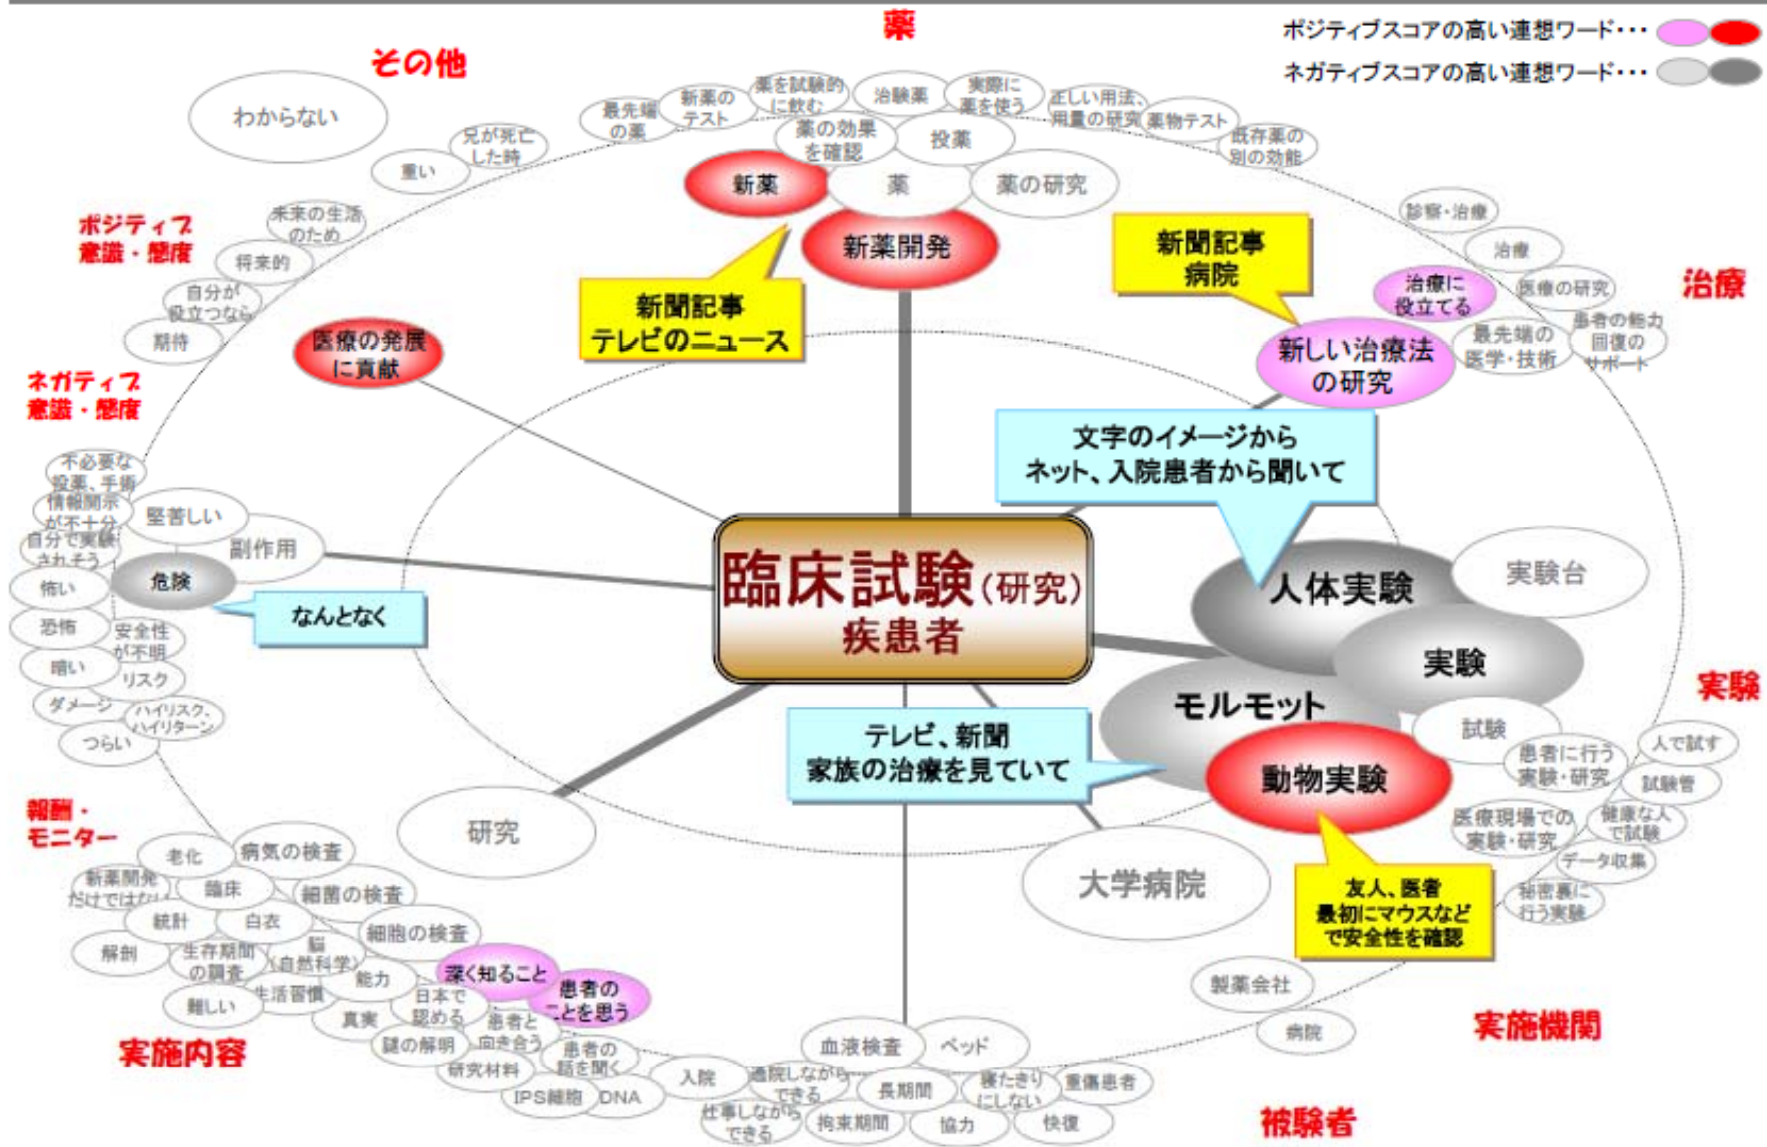 薬
ポジティブスコアの高い連想ワード・・・
ネガティブスコアの高い連想ワード・・・
その他
わからない
兄が死亡
した時
重い
最先端
の薬
新薬の
テスト
薬を試験的
に飲む
治験薬
実際に
薬を使う
正しい用法、
用量の研究
薬物テスト
既存薬の
別の効能
薬の効果
を確認
投薬
新薬
薬
薬の研究
新薬開発
新聞記事
テレビのニュース
新聞記事
病院
診察・治療
治療
治療に
役立てる
医療の研究
治療
新しい治療法
の研究
最先端の
医学・技術
患者の能力
回復の
サポート
ポジティブ
意識・態度
未来の生活
のため
将来的
自分が
役立つなら
期待
医療の発展
に貢献
ネガティブ
意識・態度
不必要な
投薬、手術
情報開示
が不十分
堅苦しい
自分で実験
されそう
副作用
怖い
危険
なんとなく
恐怖
安全性
が不明
暗い
リスク
ダメージ
ハイリスク、
ハイリターン
つらい
文字のイメージから
ネット、入院患者から聞いて
臨床試験(研究)
疾患者
人体実験
実験台
実験
モルモット
実験
試験
動物実験
テレビ、新聞
家族の治療を見ていて
患者に行う
実験・研究
人で試す
試験管
医療現場での
実験・研究
健康な人
で試験
データ収集
秘密裏に
行う実験
友人、医者
最初にマウスなど
で安全性を確認
研究
大学病院
製薬会社
病院
実施機関
報酬・
モニター
老化
病気の検査
新薬開発
だけではない
臨床
細菌の検査
統計
白衣
細胞の検査
解剖
生存期間
の調査
脳
(自然科学)
能力
深く知ること
患者の
ことを思う
難しい
生活習慣
日本で
認める
真実
患者と
向き合う
謎の解明
患者の
話を聞く
研究材料
IPS細胞
DNA
実施内容
血液検査
ベッド
入院
通院しながら
できる
長期間
寝たきり
にしない
重傷患者
仕事しながら
できる
拘束期間
協力
快復
被験者